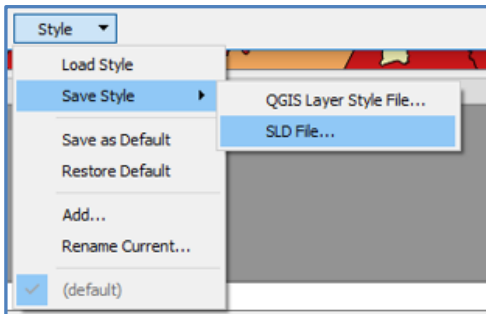 Style
Load Style
Save Style
QGIS Layer Style File...
SLD File...
Save as Default
Restore Default
Add...
Rename Current...
(default)